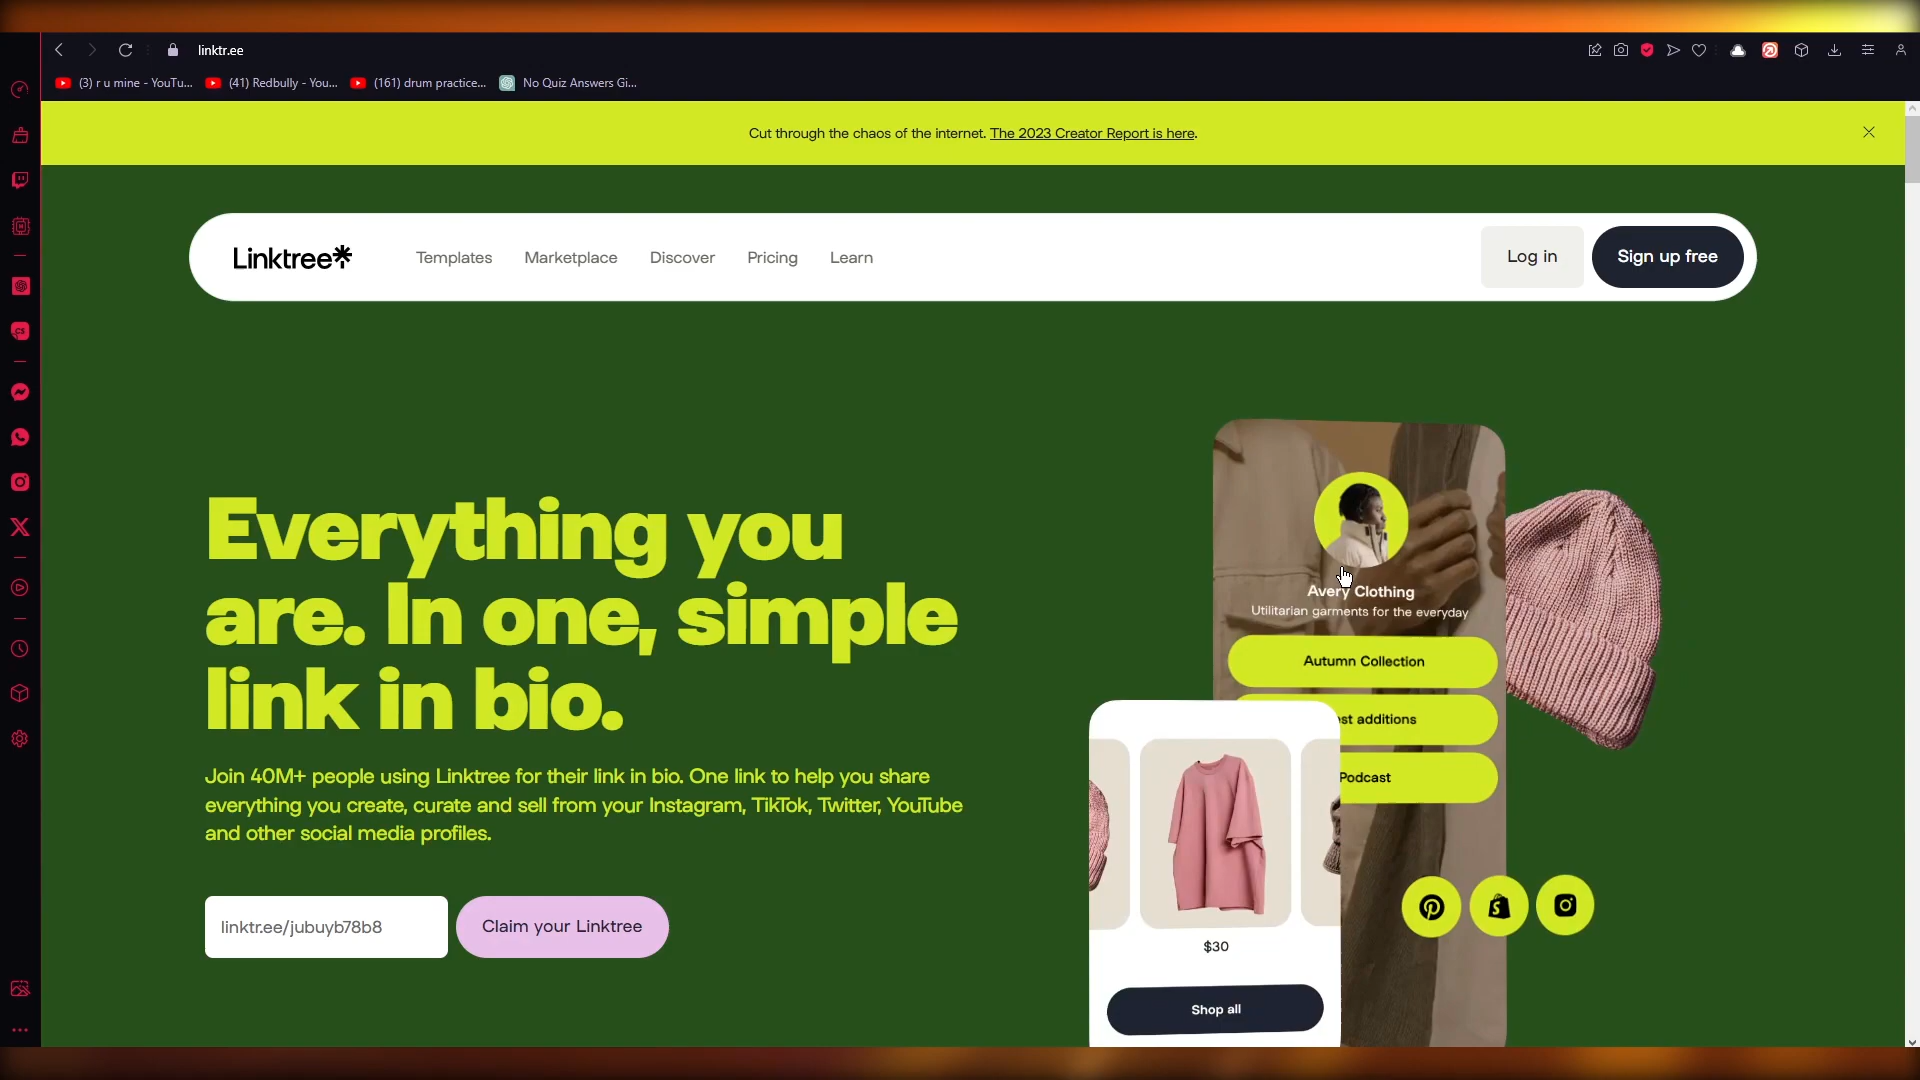 linktr.ee
(3) r u mine - YouTu...
(41) Redbully - You...
(161) drum practice...
No Quiz Answers Gi...
Cut through the chaos of the internet. The 2023 Creator Report is here.
Linktree
Templates
Marketplace
Discover
Pricing
Learn
Log in
Sign up free
Everything you
are. In one, simple
link in bio.
Join 40M+ people using Linktree for their link in bio. One link to help you share
everything you create, curate and sell from your Instagram, TikTok, Twitter, YouTube
and other social media profiles.
linktr.ee/jubuyb78b8
Claim your Linktree
Avery Clothing
Utilitarian garments for the everyday
Autumn Collection
additions
Podcast
$30
Shop all